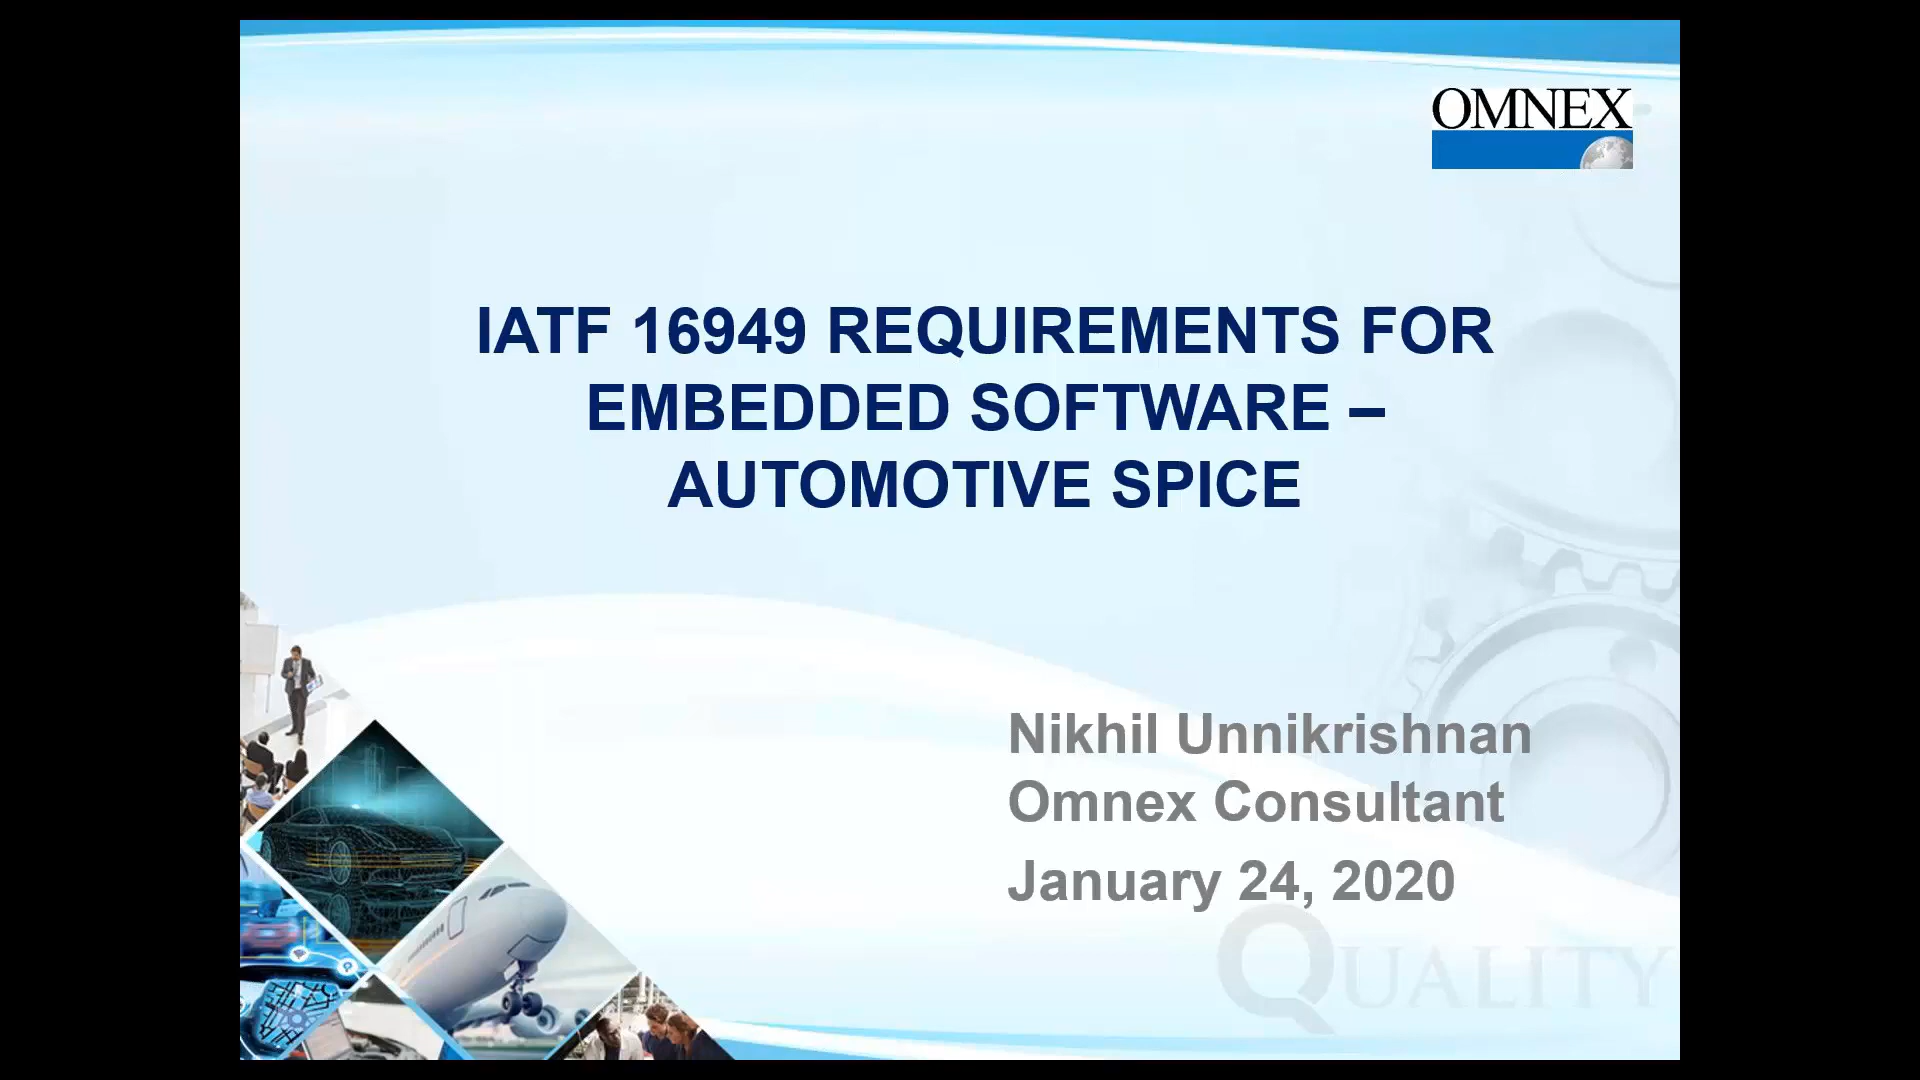 OMNEX
IATF 16949 REQUIREMENTS FOR
EMBEDDED SOFTWARE –
AUTOMOTIVE SPICE
Nikhil Unnikrishnan
Omnex Consultant
January 24, 2020
QUALITY